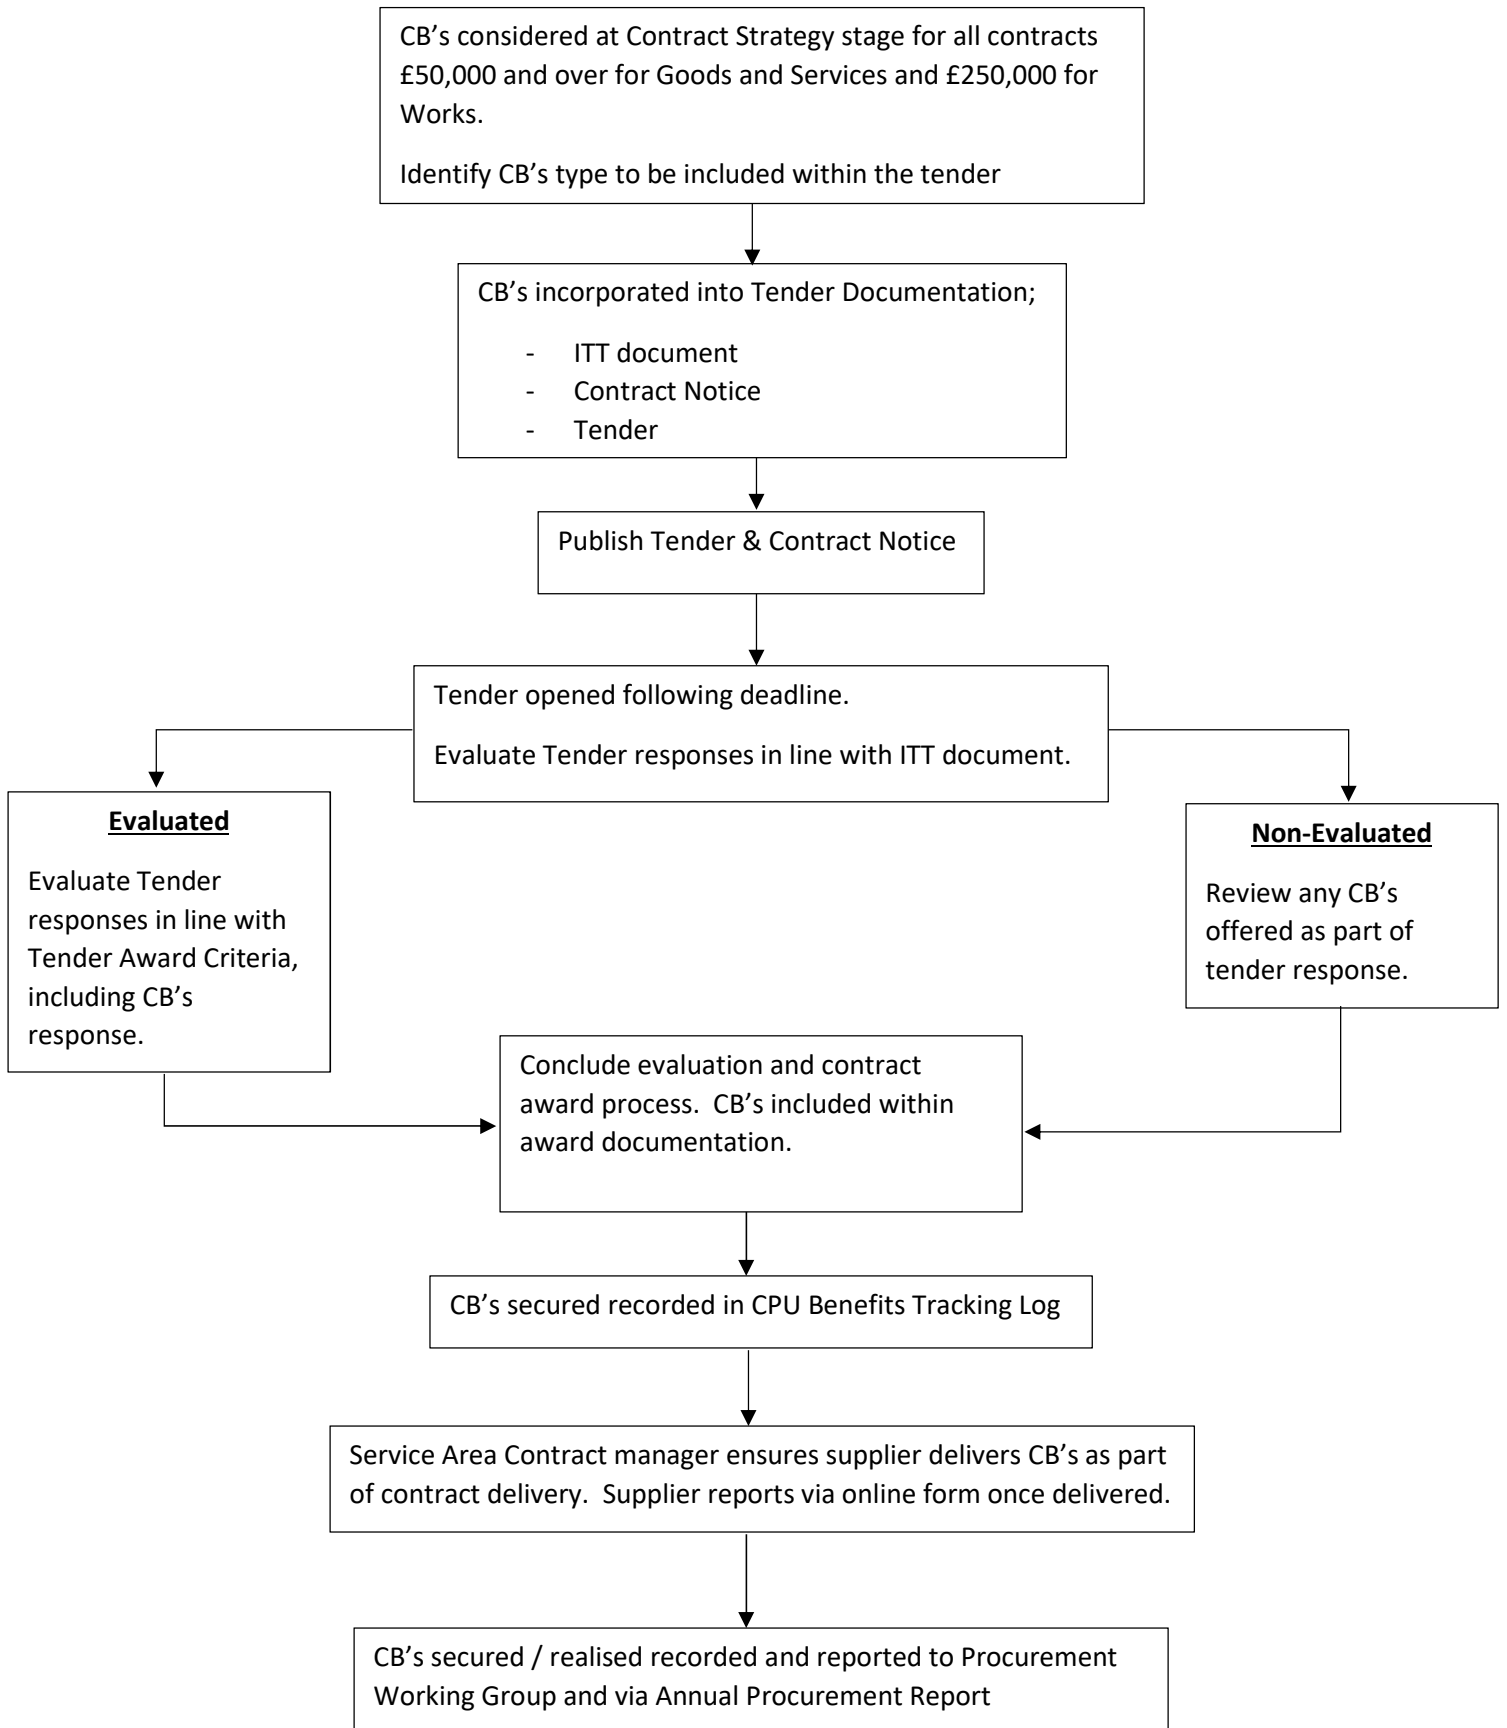 CB’s considered at Contract Strategy stage for all contracts
£50,000 and over for Goods and Services and £250,000 for
Works.
Identify CB’s type to be included within the tender
CB’s incorporated into Tender Documentation;
- ITT document
- Contract Notice
- Tender
Publish Tender & Contract Notice
Tender opened following deadline.
Evaluate Tender responses in line with ITT document.
Evaluated
Evaluate Tender
responses in line with
Tender Award Criteria,
including CB’s
response.
Non-Evaluated
Review any CB’s
offered as part of
tender response.
Conclude evaluation and contract
award process.  CB’s included within
award documentation.
CB’s secured recorded in CPU Benefits Tracking Log
Service Area Contract manager ensures supplier delivers CB’s as part
of contract delivery.  Supplier reports via online form once delivered.
CB’s secured / realised recorded and reported to Procurement
Working Group and via Annual Procurement Report